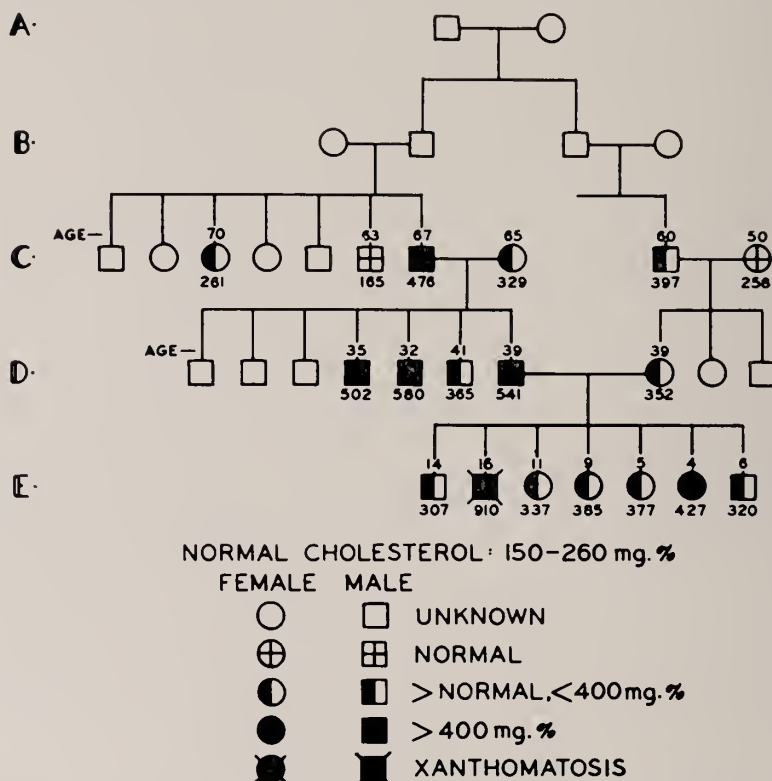 A.
B.
70 63 67 65 60 50
AGE—
C.
261 165 476 329 397 258
35 32 41 39 39
AGE—
D.
502 580 365 541 352
14 16 11 9 5 4 6
E.
307 910 337 385 377 427 320
NORMAL CHOLESTEROL: 150-260 mg.%
FEMALE MALE
UNKNOWN
NORMAL
>NORMAL,<400mg.%
>400mg.%
XANTHOMATOSIS